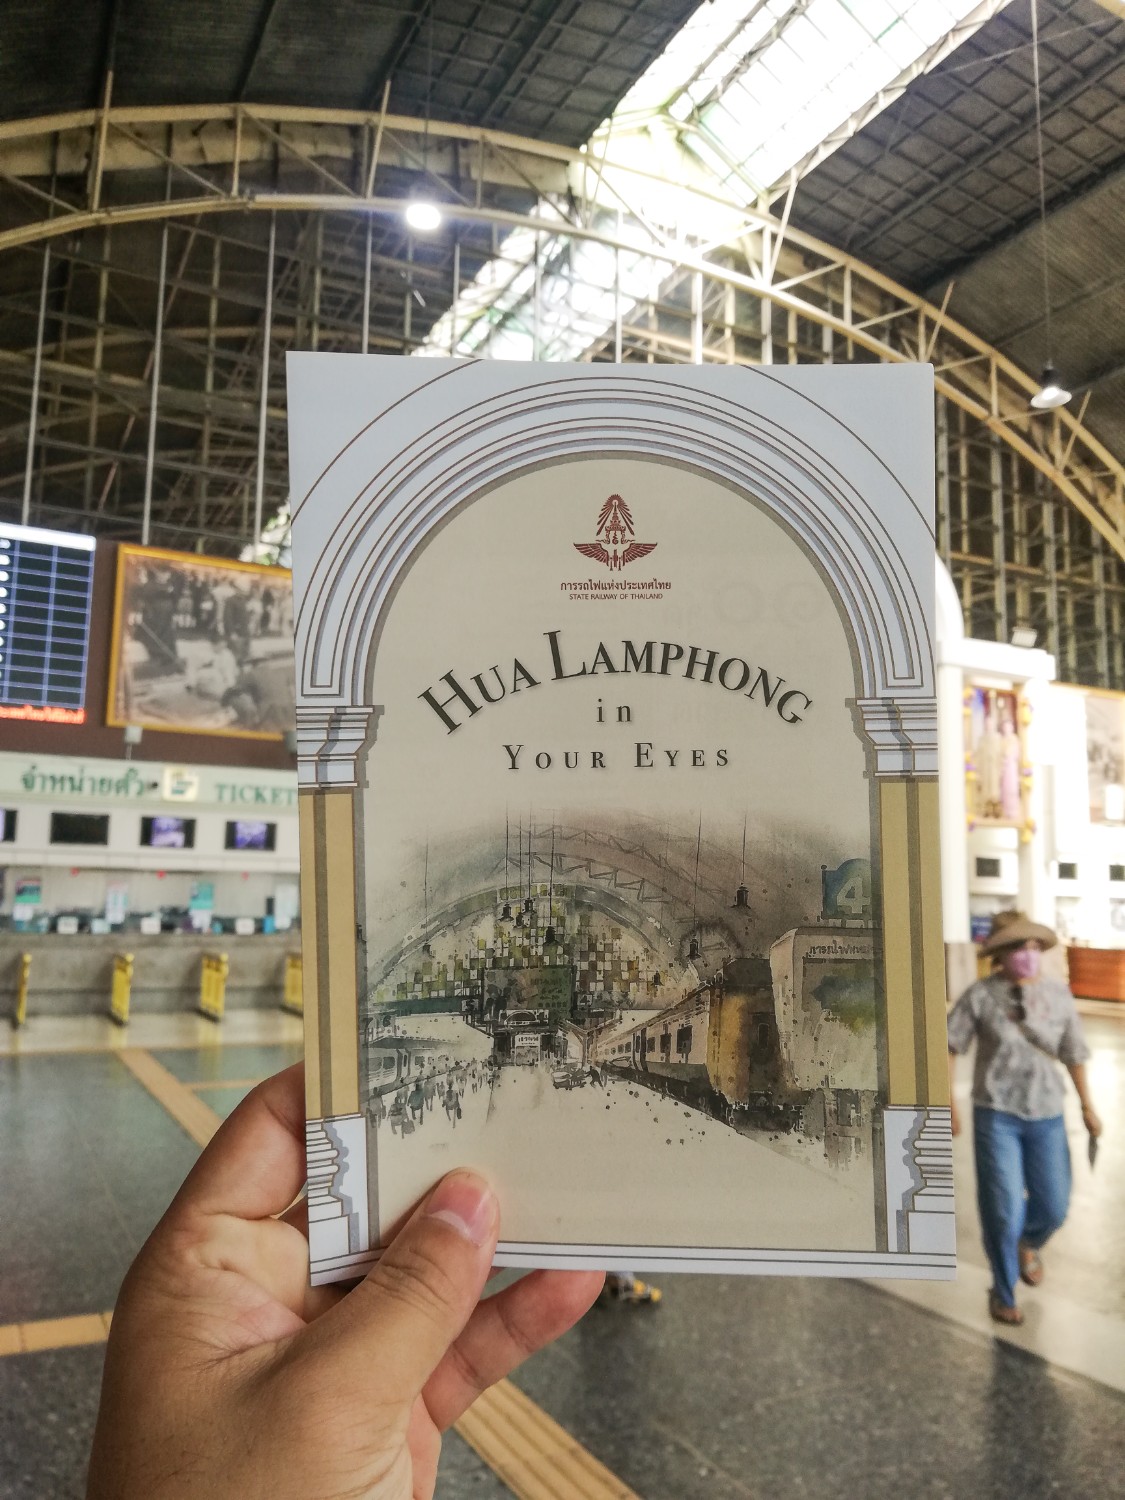 การรถไฟแห่งประเทศไทย
STATE RAILWAY OF THAILAND
HUA LAMPHONG
in
YOUR EYES
4
จำหน่ายตั๋ว
TICKET